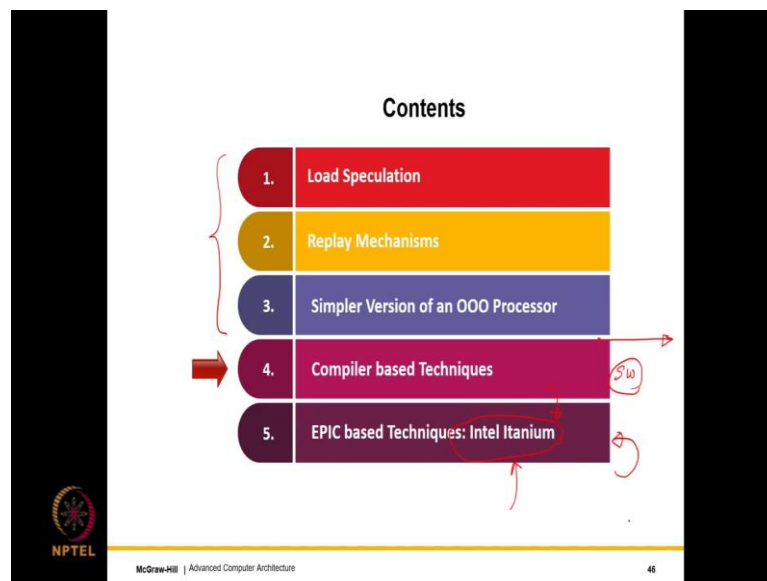 Contents
1. Load Speculation
2. Replay Mechanisms
3. Simpler Version of an OOO Processor
4. Compiler based Techniques
SW
5. EPIC based Techniques: Intel Itanium
NPTEL
McGraw-Hill | Advanced Computer Architecture 46